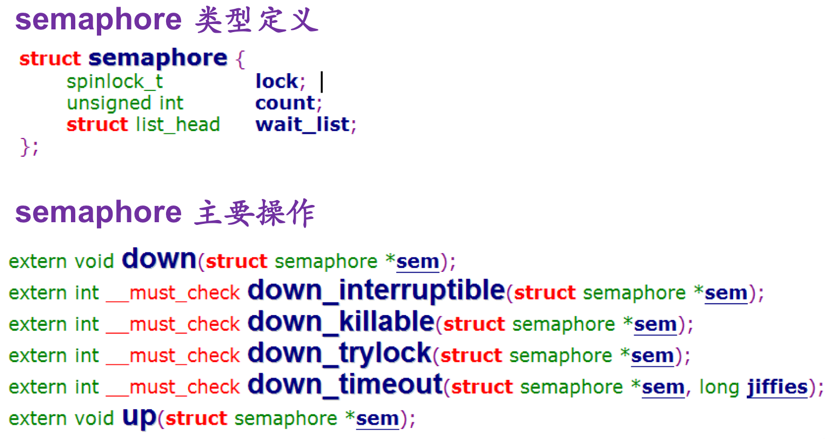 semaphore 类型定义
struct semaphore {
spinlock_t lock;
unsigned int count;
struct list_head wait_list;
};
semaphore 主要操作
extern void down(struct semaphore *sem);
extern int __must_check down_interruptible(struct semaphore *sem);
extern int __must_check down_killable(struct semaphore *sem);
extern int __must_check down_trylock(struct semaphore *sem);
extern int __must_check down_timeout(struct semaphore *sem, long jiffies);
extern void up(struct semaphore *sem);